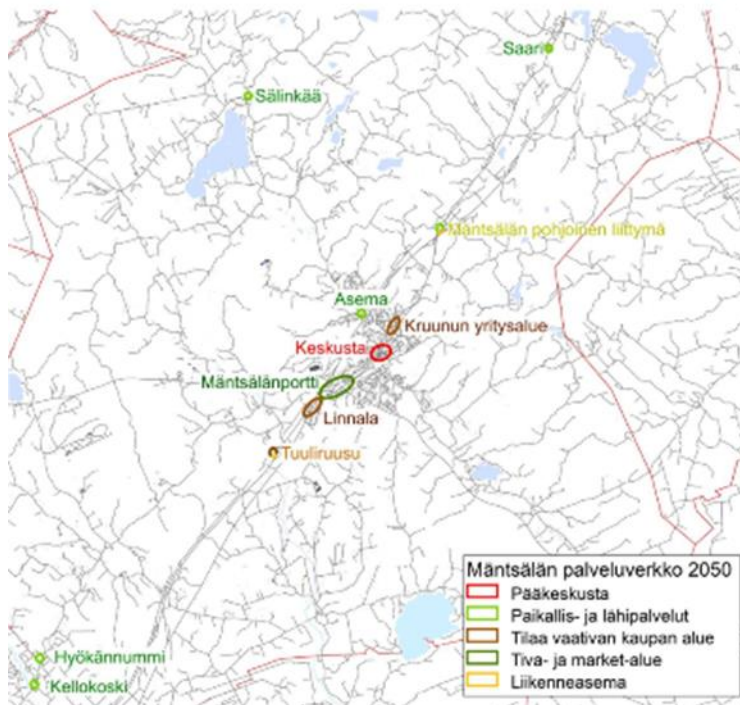 Saari
Sälinkää
Mäntsälän pohjoinen liittymä
Asema
Kruunun yritysalue
Keskusta
Mäntsälänportti
Linnala
Tuuliruusu
Mäntsälän palveluverkko 2050
Pääkeskusta
Paikallis- ja lähipalvelut
Tilaa vaativan kaupan alue
Tiva- ja market-alue
Liikenneasema
Hyökännummi
Kellokoski